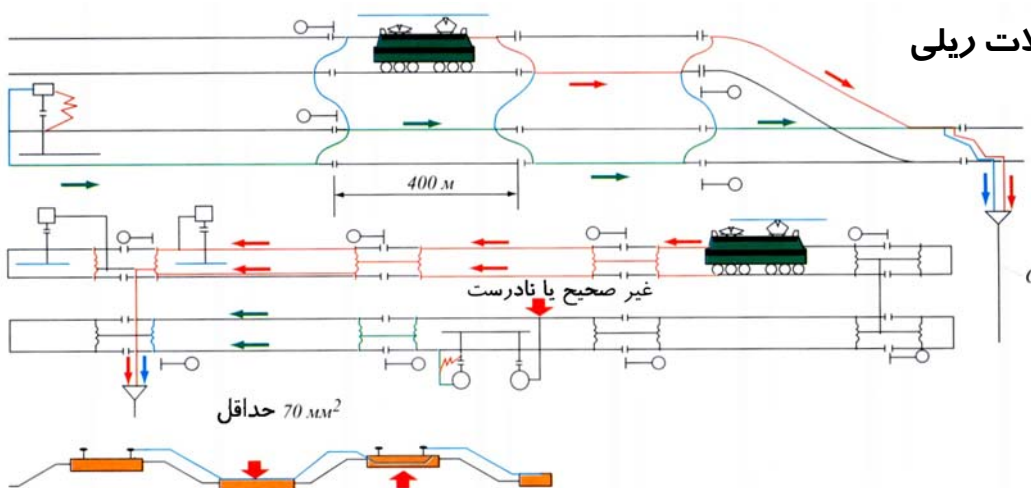 لات ریلی
400 м
غیر صحیح یا نادرست
حداقل 70 мм²